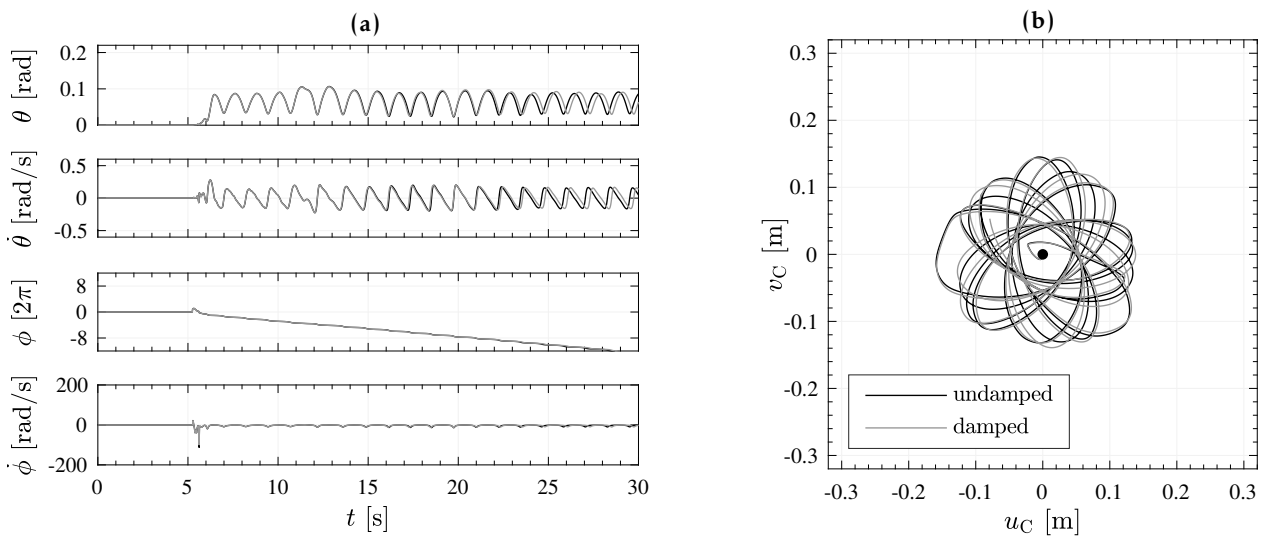 (a)
0.2
0.1
0
θ [rad]
0.5
0
-0.5
θ̇ [rad/s]
8
0
-8
ϕ [2π]
200
0
-200
ϕ̇ [rad/s]
0 5 10 15 20 25 30
t [s]
(b)
0.3
0.2
0.1
0
-0.1
-0.2
-0.3
v_C [m]
undamped
damped
-0.3 -0.2 -0.1 0 0.1 0.2 0.3
u_C [m]